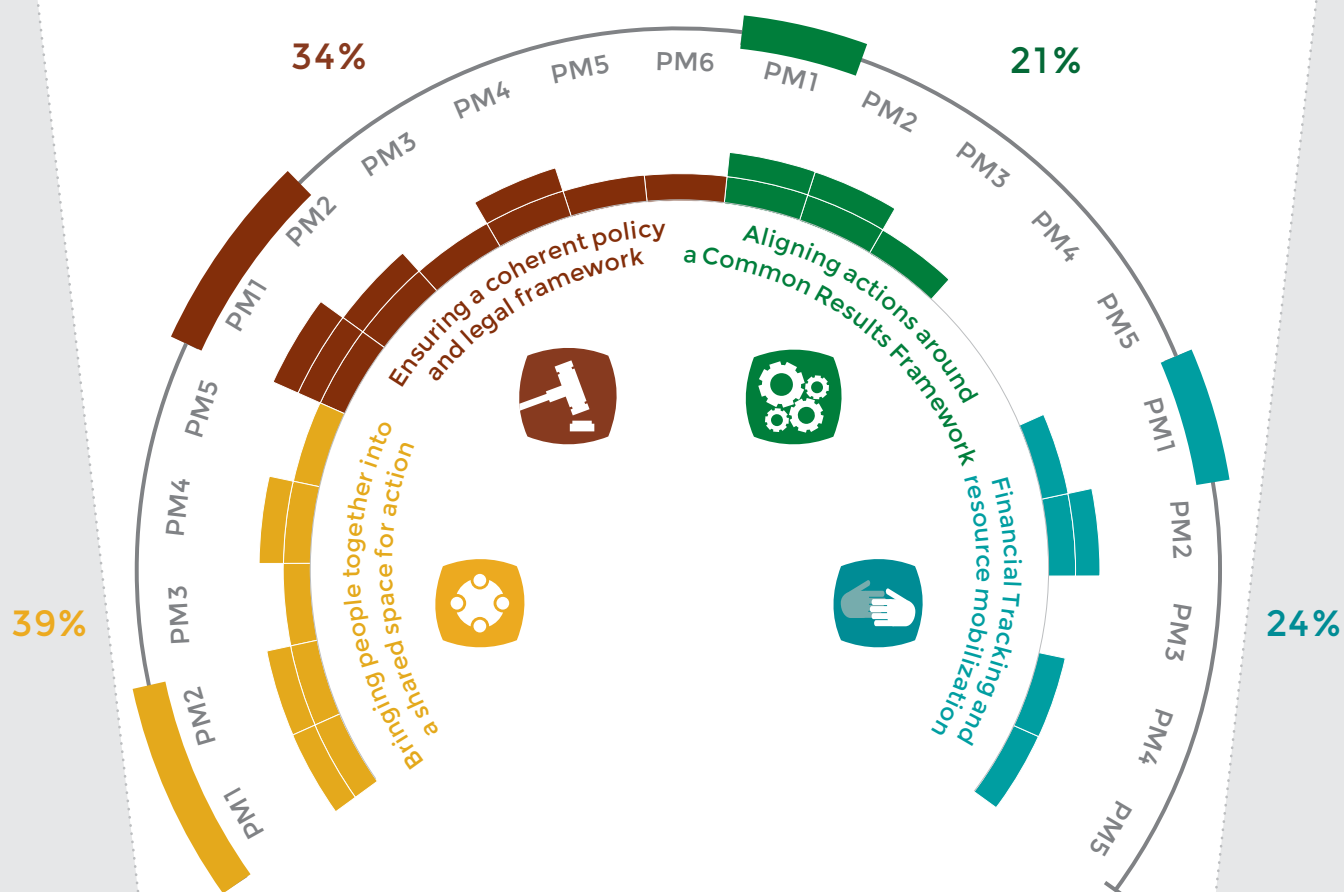 34%
21%
39%
24%
PM1
PM2
PM3
PM4
PM5
PM1
PM2
PM3
PM4
PM5
PM6
PM1
PM2
PM3
PM4
PM5
PM1
PM2
PM3
PM4
PM5
Bringing people together into
a shared space for action
Ensuring a coherent policy
and legal framework
Aligning actions around
a Common Results Framework
Financial Tracking and
resource mobilization